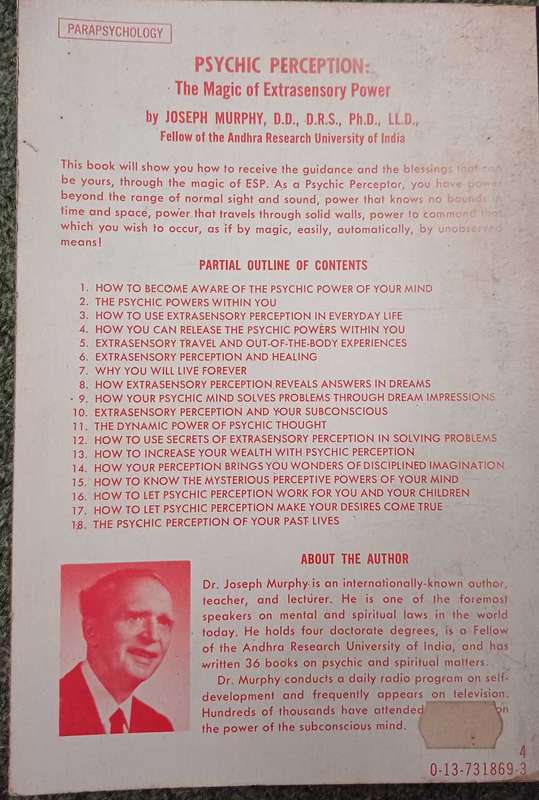 PARAPSYCHOLOGY
PSYCHIC PERCEPTION:
The Magic of Extrasensory Power
by JOSEPH MURPHY, D.D., D.R.S., Ph.D., LL.D.,
Fellow of the Andhra Research University of India
This book will show you how to receive the guidance and the blessings that can
be yours, through the magic of ESP. As a Psychic Perceptor, you have power
beyond the range of normal sight and sound, power that knows no bounds in
time and space, power that travels through solid walls, power to command that
which you wish to occur, as if by magic, easily, automatically, by unobserved
means!
PARTIAL OUTLINE OF CONTENTS
1. HOW TO BECOME AWARE OF THE PSYCHIC POWER OF YOUR MIND
2. THE PSYCHIC POWERS WITHIN YOU
3. HOW TO USE EXTRASENSORY PERCEPTION IN EVERYDAY LIFE
4. HOW YOU CAN RELEASE THE PSYCHIC POWERS WITHIN YOU
5. EXTRASENSORY TRAVEL AND OUT-OF-THE-BODY EXPERIENCES
6. EXTRASENSORY PERCEPTION AND HEALING
7. WHY YOU WILL LIVE FOREVER
8. HOW EXTRASENSORY PERCEPTION REVEALS ANSWERS IN DREAMS
9. HOW YOUR PSYCHIC MIND SOLVES PROBLEMS THROUGH DREAM IMPRESSIONS
10. EXTRASENSORY PERCEPTION AND YOUR SUBCONSCIOUS
11. THE DYNAMIC POWER OF PSYCHIC THOUGHT
12. HOW TO USE SECRETS OF EXTRASENSORY PERCEPTION IN SOLVING PROBLEMS
13. HOW TO INCREASE YOUR WEALTH WITH PSYCHIC PERCEPTION
14. HOW YOUR PERCEPTION BRINGS YOU WONDERS OF DISCIPLINED IMAGINATION
15. HOW TO KNOW THE MYSTERIOUS PERCEPTIVE POWERS OF YOUR MIND
16. HOW TO LET PSYCHIC PERCEPTION WORK FOR YOU AND YOUR CHILDREN
17. HOW TO LET PSYCHIC PERCEPTION MAKE YOUR DESIRES COME TRUE
18. THE PSYCHIC PERCEPTION OF YOUR PAST LIVES
ABOUT THE AUTHOR
Dr. Joseph Murphy is an internationally-known author,
teacher, and lecturer. He is one of the foremost
speakers on mental and spiritual laws in the world
today. He holds four doctorate degrees, is a Fellow
of the Andhra Research University of India, and has
written 36 books on psychic and spiritual matters.
Dr. Murphy conducts a daily radio program on self-
development and frequently appears on television.
Hundreds of thousands have attended on
the power of the subconscious mind.
4
0-13-731869-3